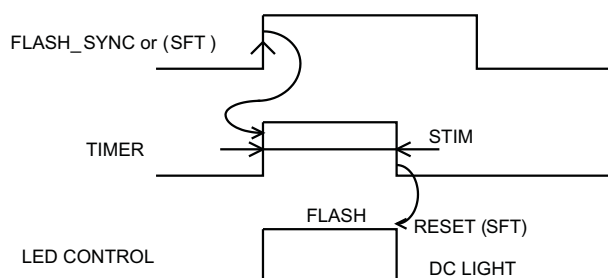 FLASH_SYNC or (SFT )
TIMER
STIM
FLASH
RESET (SFT)
LED CONTROL
DC LIGHT